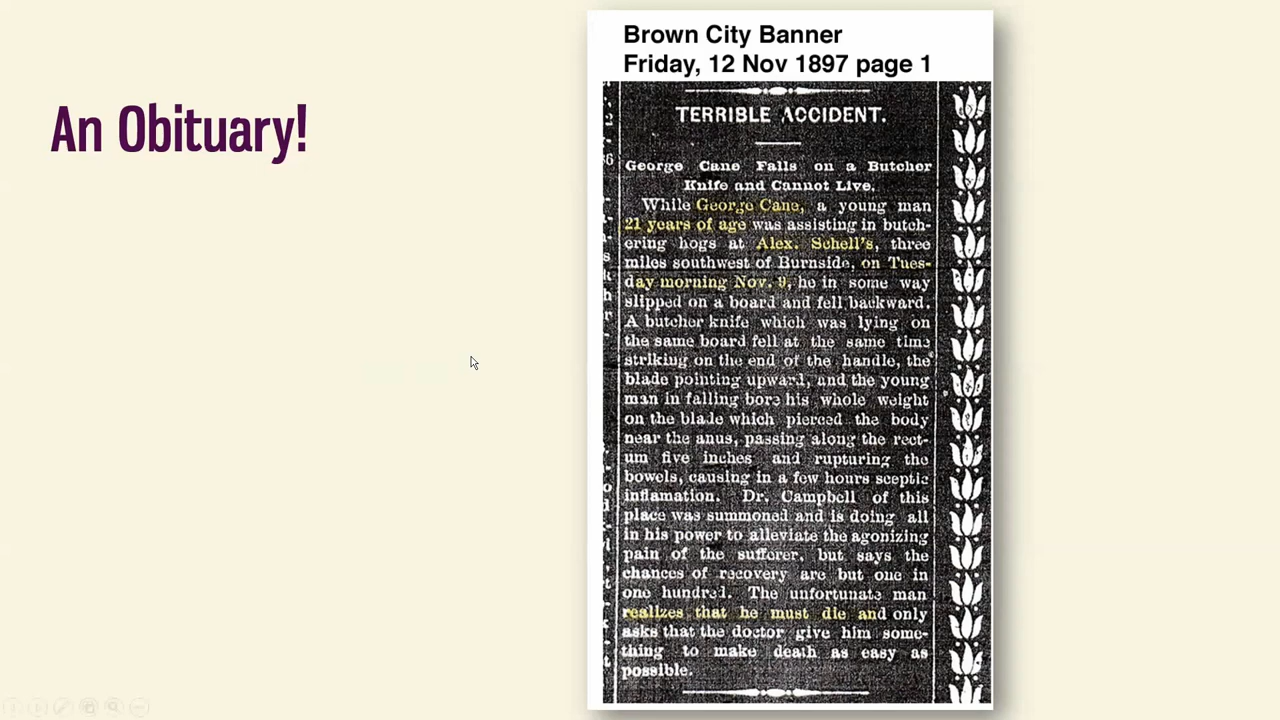 An Obituary!
Brown City Banner
Friday, 12 Nov 1897 page 1
TERRIBLE ACCIDENT.
George Cane Falls on a Butcher
Knife and Cannot Live.
While George Cane, a young man
21 years of age was assisting in butch-
ering hogs at Alex. Schell's, three
miles southwest of Burnside, on Tues-
day morning Nov. 9, he in some way
slipped on a board and fell backward.
A butcher knife which was lying on
the same board fell at the same time
striking on the end of the handle, the
blade pointing upward, and the young
man in falling bore his whole weight
on the blade which pierced the body
near the anus, passing along the rect-
um five inches and rupturing the
bowels, causing in a few hours sceptic
inflamation. Dr. Campbell of this
place was summoned and is doing all
in his power to alleviate the agonizing
pain of the sufferer, but says the
chances of recovery are but one in
one hundred. The unfortunate man
realizes that he must die and only
asks that the doctor give him some-
thing to make death as easy as
possible.